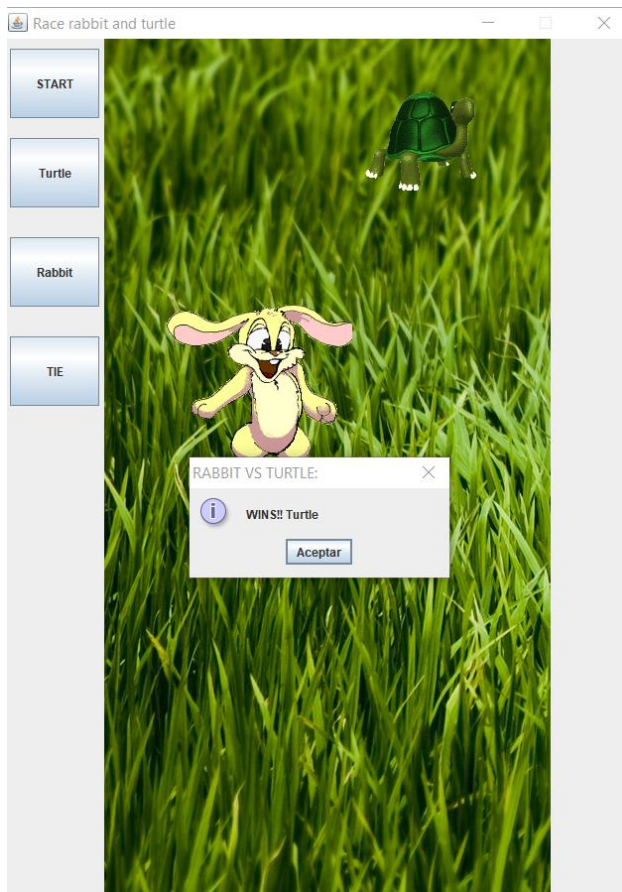 Race rabbit and turtle
START
Turtle
Rabbit
TIE
RABBIT VS TURTLE:
WINS!! Turtle
Aceptar